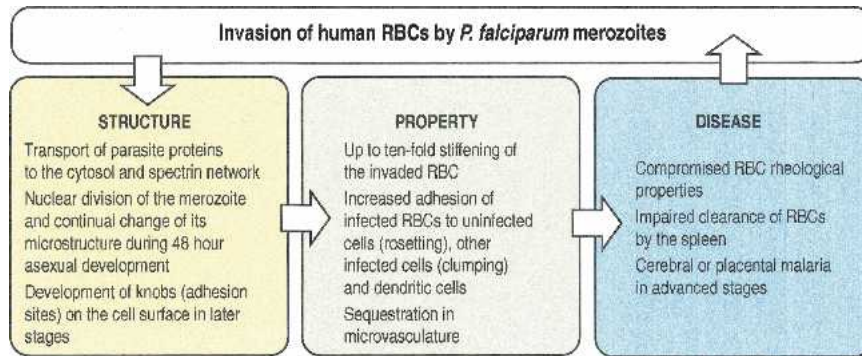 Invasion of human RBCs by P. falciparum merozoites
STRUCTURE
Transport of parasite proteins
to the cytosol and spectrin network
Nuclear division of the merozoite
and continual change of its
microstructure during 48 hour
asexual development
Development of knobs (adhesion
sites) on the cell surface in later
stages
PROPERTY
Up to ten-fold stiffening of
the invaded RBC
Increased adhesion of
infected RBCs to uninfected
cells (rosetting), other
infected cells (clumping)
and dendritic cells
Sequestration in
microvasculature
DISEASE
Compromised RBC rheological
properties
Impaired clearance of RBCs
by the spleen
Cerebral or placental malaria
in advanced stages